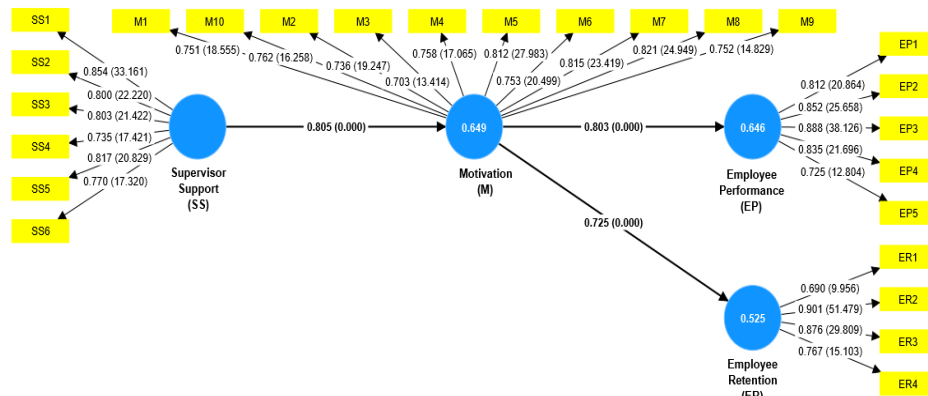 SS1
M1
M10
M2
M3
M4
M5
M6
M7
M8
M9
0.751 (18.555)
0.762 (16.258)
0.736 (19.247)
0.703 (13.414)
0.758 (17.065)
0.812 (27.983)
0.753 (20.499)
0.815 (23.419)
0.821 (24.949)
0.752 (14.829)
SS2
SS3
SS4
SS5
SS6
0.854 (33.161)
0.800 (22.220)
0.803 (21.422)
0.735 (17.421)
0.817 (20.829)
0.770 (17.320)
Supervisor
Support
(SS)
0.805 (0.000)
0.649
Motivation
(M)
0.803 (0.000)
0.646
Employee
Performance
(EP)
0.812 (20.864)
0.852 (25.658)
0.888 (38.126)
0.835 (21.696)
0.725 (12.804)
EP1
EP2
EP3
EP4
EP5
0.725 (0.000)
0.525
Employee
Retention
0.690 (9.956)
0.901 (51.479)
0.876 (29.809)
0.767 (15.103)
ER1
ER2
ER3
ER4